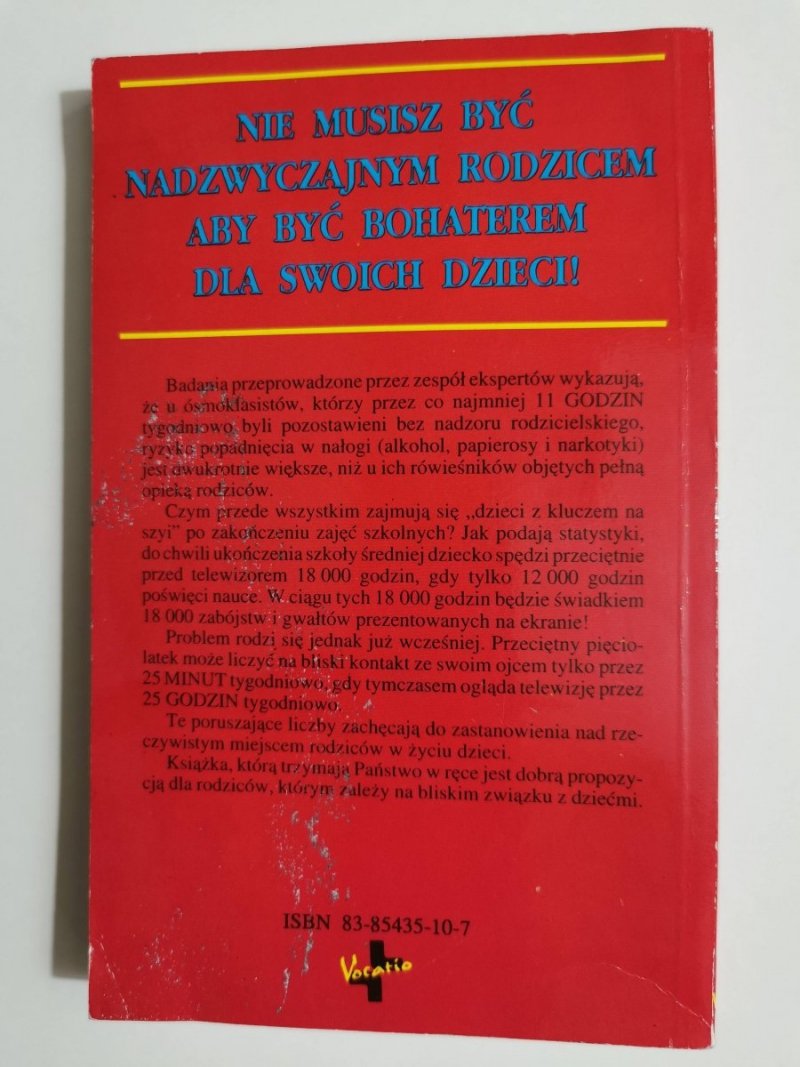 NIE MUSISZ BYĆ
NADZWYCZAJNYM RODZICEM
ABY BYĆ BOHATEREM
DLA SWOICH DZIECI!
Badania przeprowadzone przez zespół ekspertów wykazują,
że u ósmoklasistów, którzy przez co najmniej 11 GODZIN
tygodniowo byli pozostawieni bez nadzoru rodzicielskiego,
ryzyko popadnięcia w nałogi (alkohol, papierosy i narkotyki)
jest dwukrotnie większe, niż u ich rówieśników objętych pełną
opieką rodziców.
Czym przede wszystkim zajmują się „dzieci z kluczem na
szyi” po zakończeniu zajęć szkolnych? Jak podają statystyki,
do chwili ukończenia szkoły średniej dziecko spędzi przeciętnie
przed telewizorem 18 000 godzin, gdy tylko 12 000 godzin
poświęci nauce. W ciągu tych 18 000 godzin będzie świadkiem
18 000 zabójstw i gwałtów prezentowanych na ekranie!
Problem rodzi się jednak już wcześniej. Przeciętny pięcio-
latek może liczyć na bliski kontakt ze swoim ojcem tylko przez
25 MINUT tygodniowo, gdy tymczasem ogląda telewizję przez
25 GODZIN tygodniowo.
Te poruszające liczby zachęcają do zastanowienia nad rze-
czywistym miejscem rodziców w życiu dzieci.
Książka, którą trzymają Państwo w ręce jest dobrą propozy-
cją dla rodziców, którym zależy na bliskim związku z dziećmi.
ISBN 83-85435-10-7
Vocatio